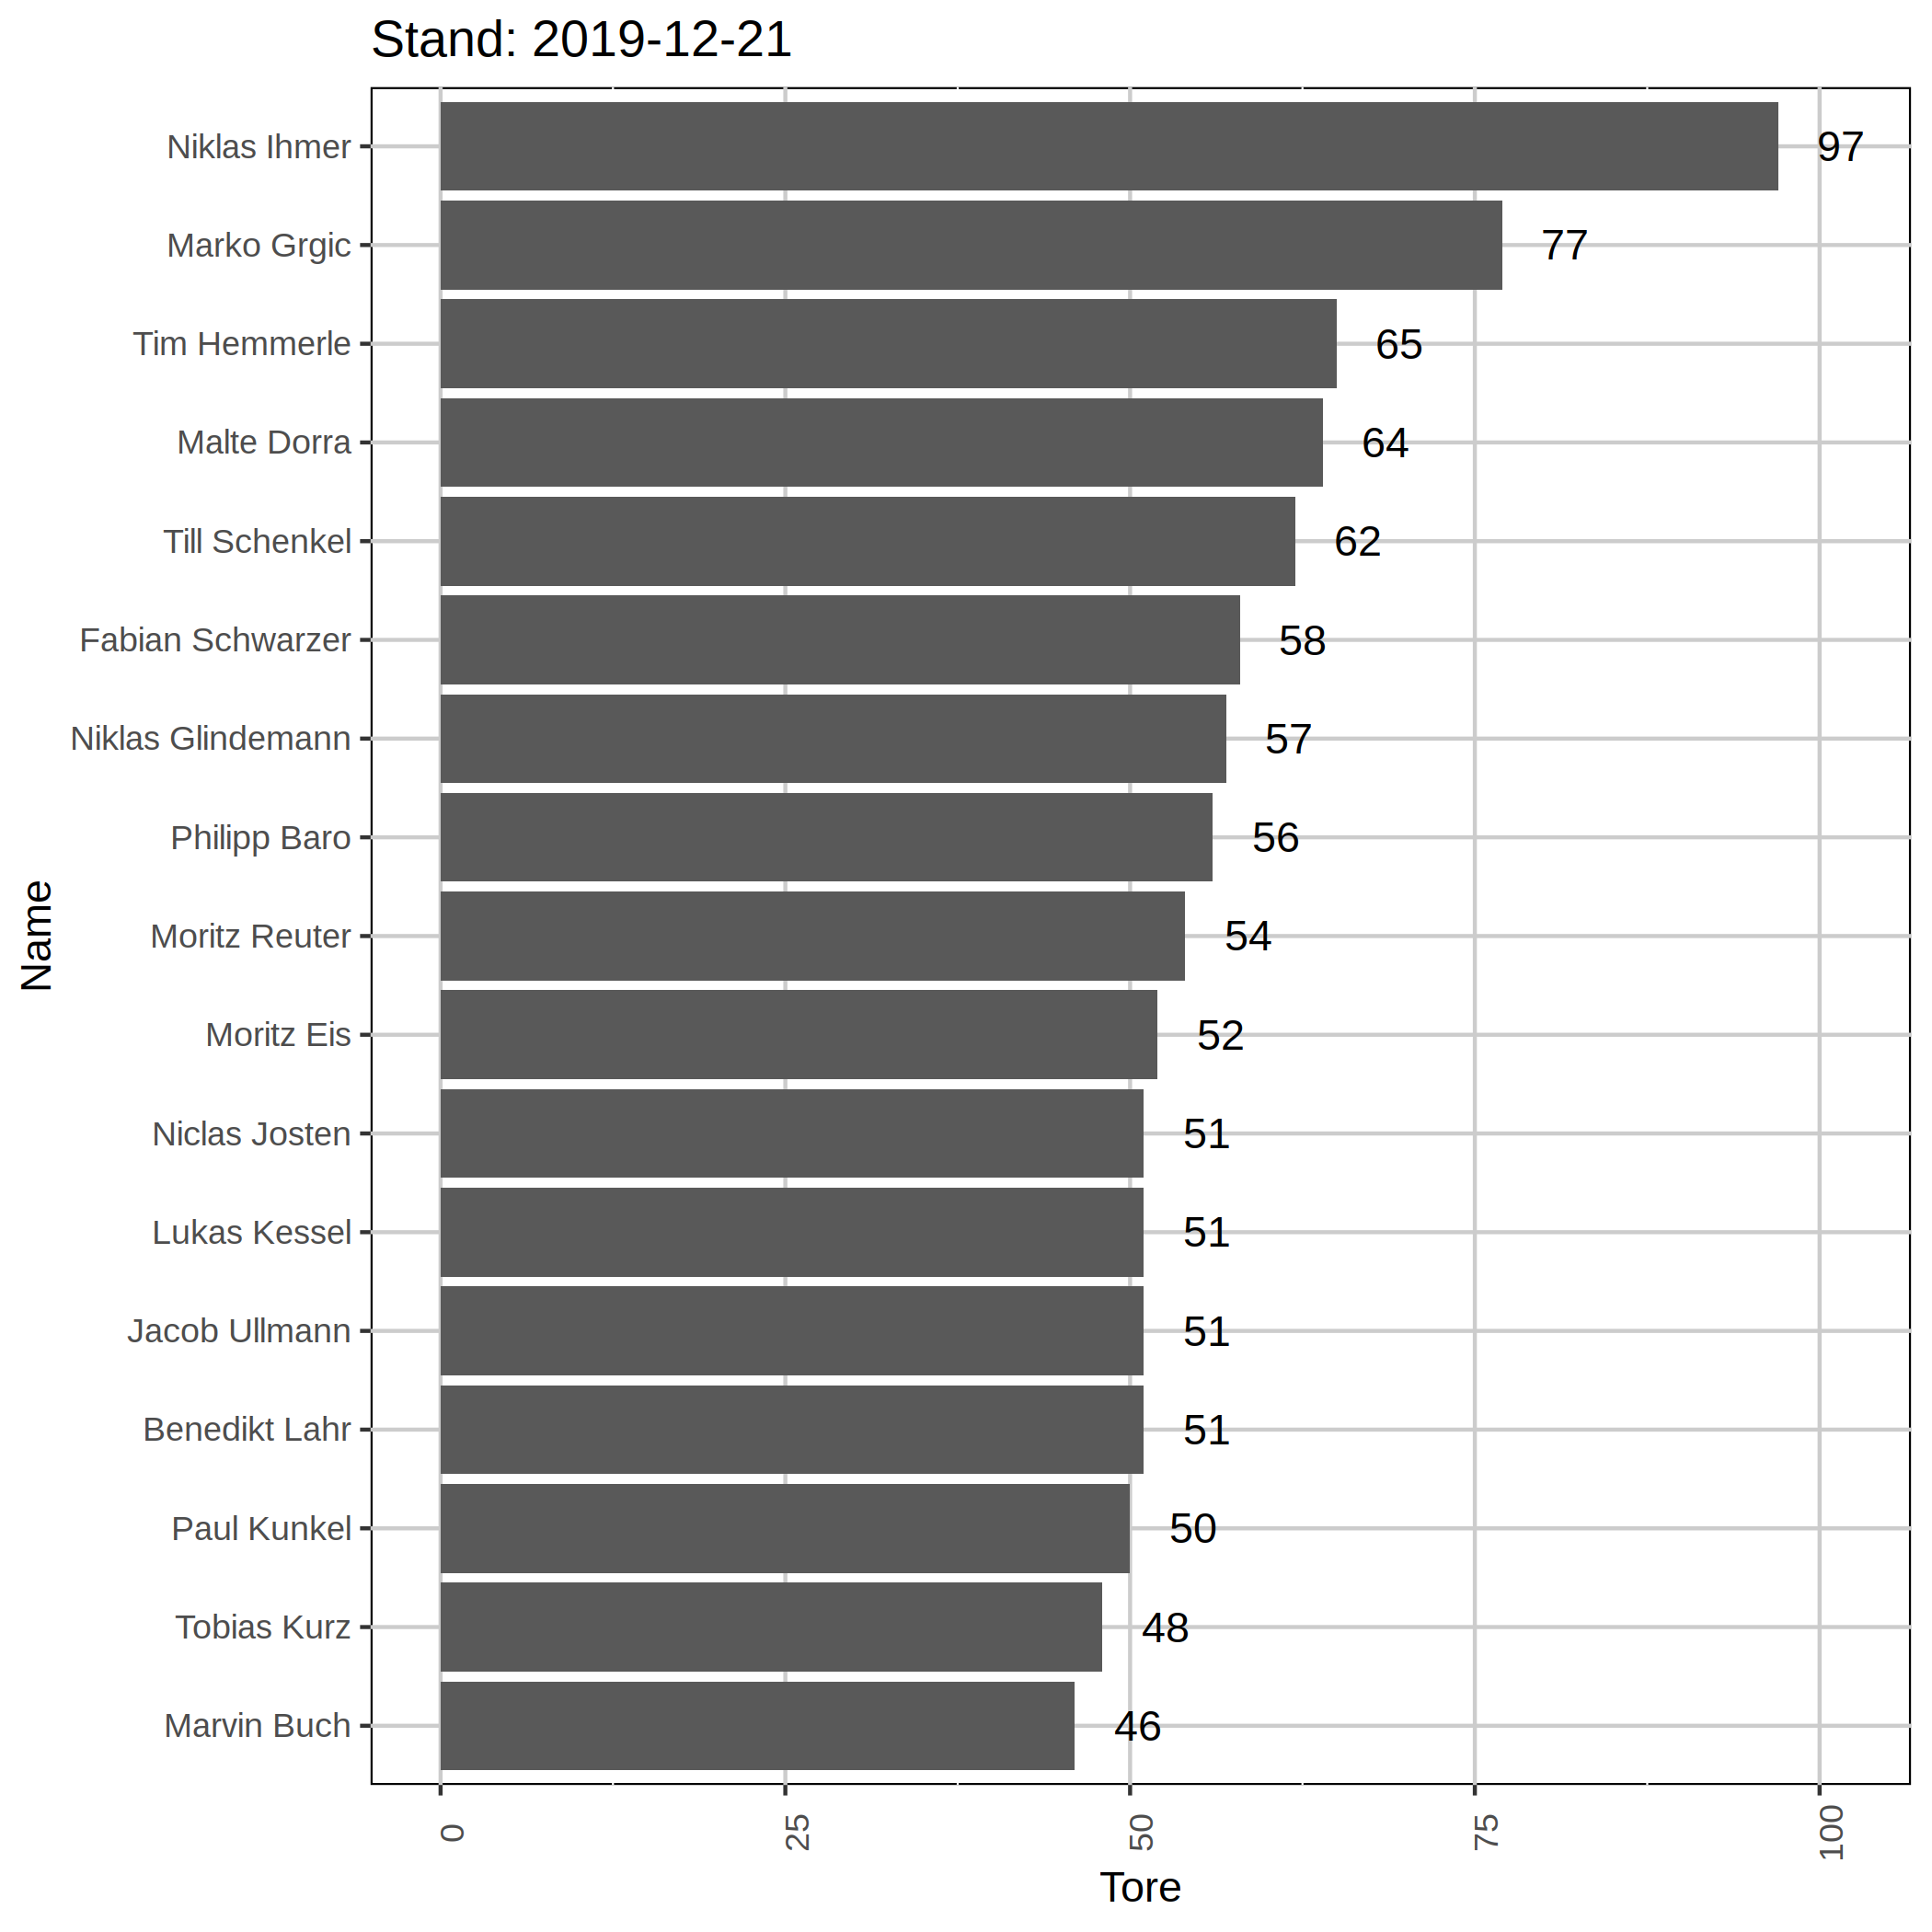 Stand: 2019-12-21
Niklas Ihmer 97
Marko Grgic 77
Tim Hemmerle 65
Malte Dorra 64
Till Schenkel 62
Fabian Schwarzer 58
Niklas Glindemann 57
Philipp Baro 56
Moritz Reuter 54
Moritz Eis 52
Niclas Josten 51
Lukas Kessel 51
Jacob Ullmann 51
Benedikt Lahr 51
Paul Kunkel 50
Tobias Kurz 48
Marvin Buch 46
Name
0 25 50 75 100
Tore